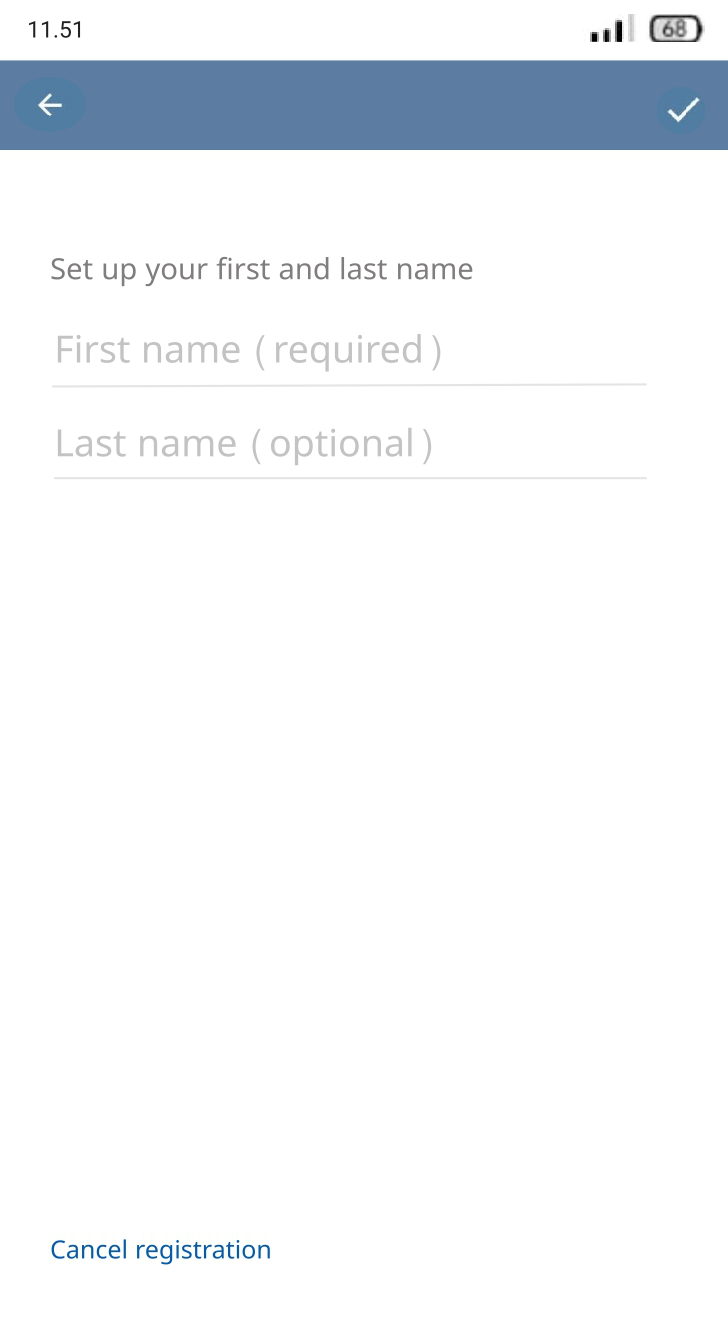 11.51
68
Set up your first and last name
First name (required)
Last name (optional)
Cancel registration